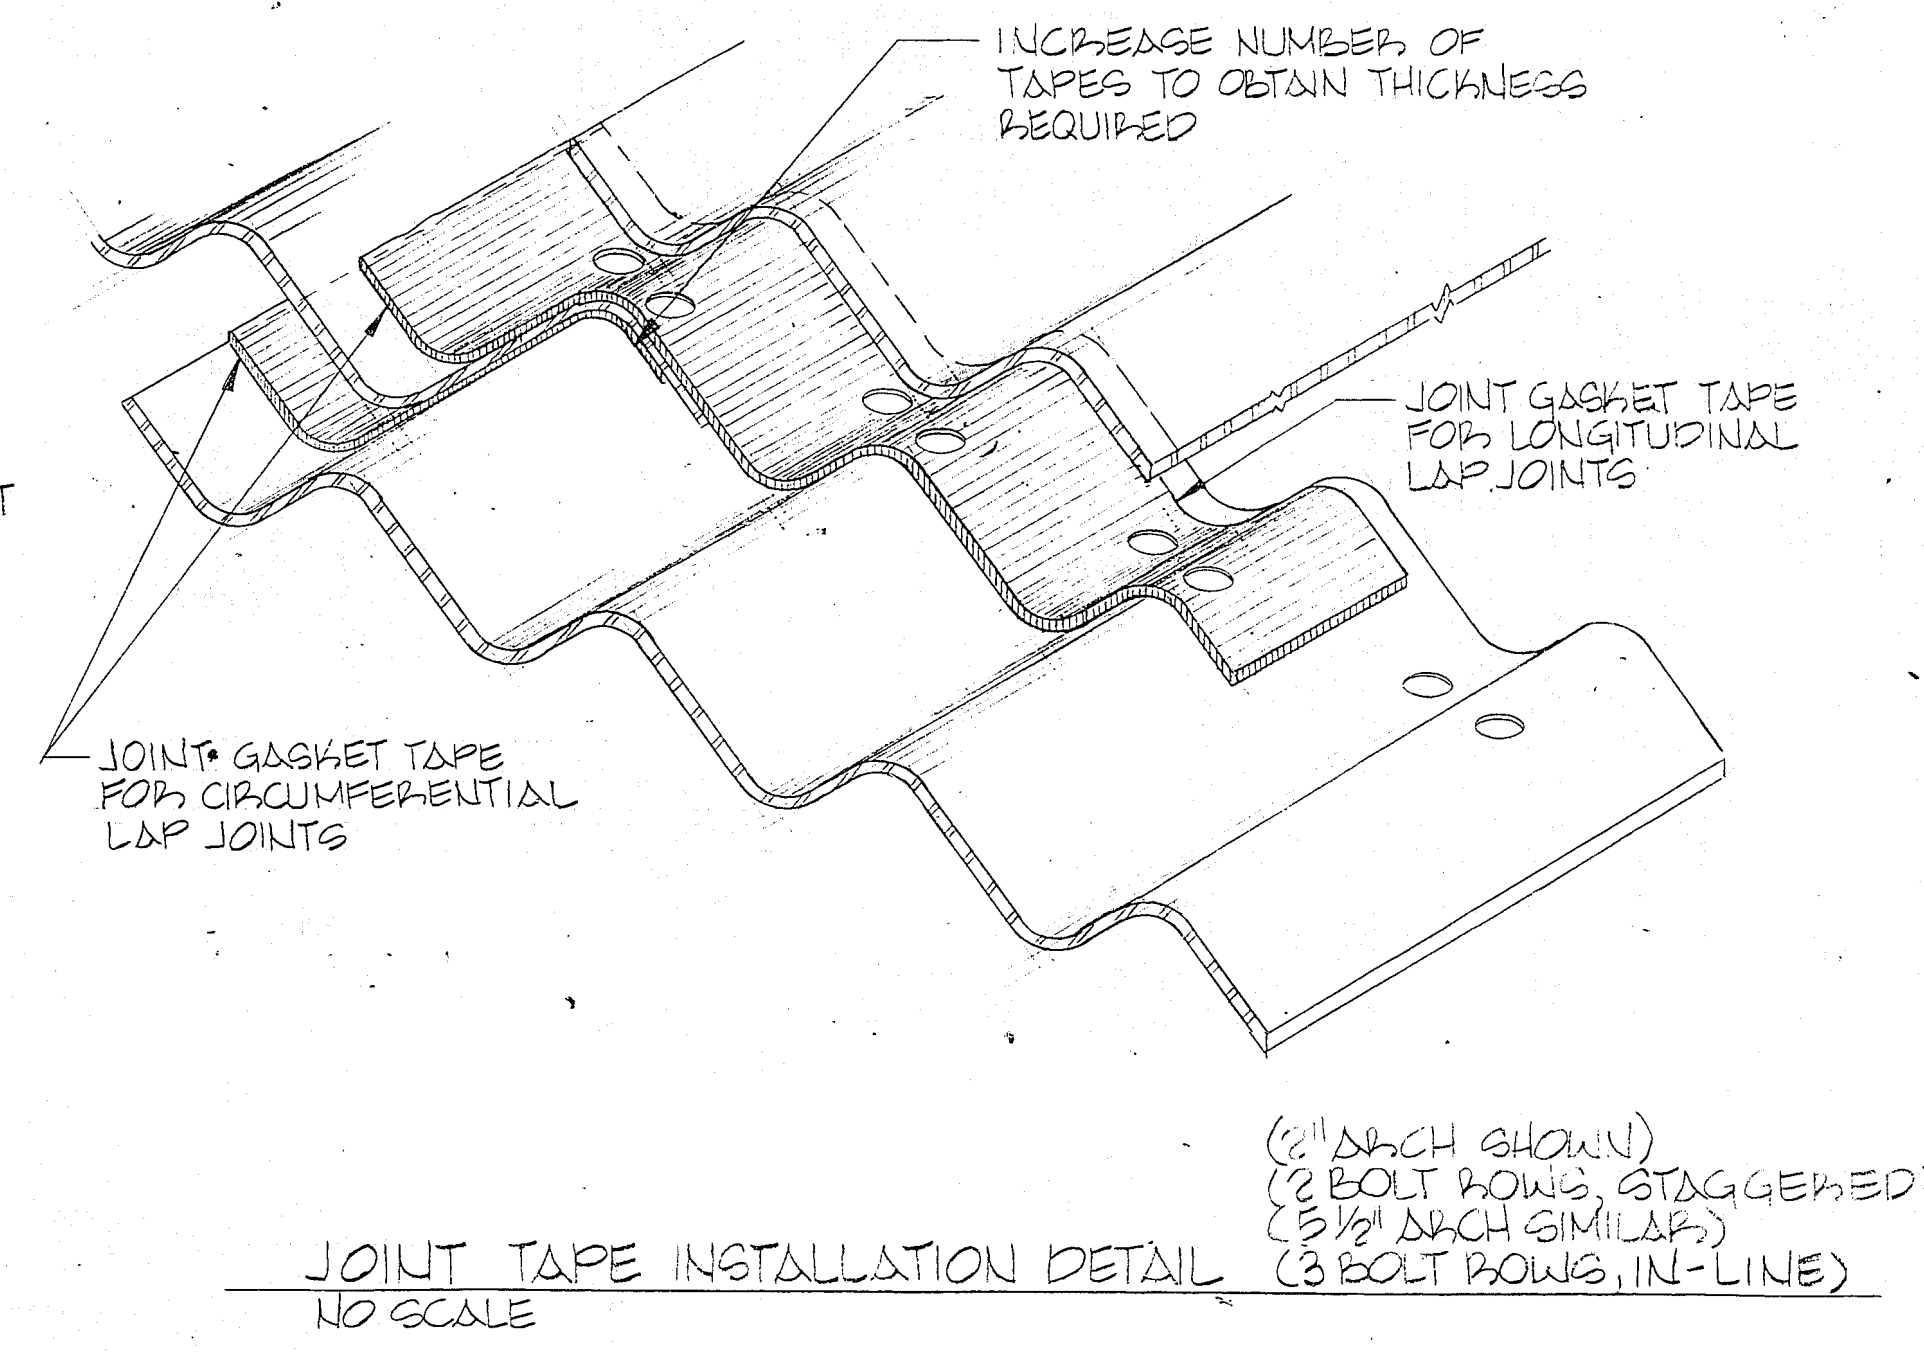 INCREASE NUMBER OF
TAPES TO OBTAIN THICKNESS
REQUIRED
JOINT GASKET TAPE
FOR LONGITUDINAL
LAP JOINTS
T
JOINT GASKET TAPE
FOR CIRCUMFERENTIAL
LAP JOINTS
(2" ARCH SHOWN)
(2 BOLT ROWS, STAGGERED
(5 1/2" ARCH SIMILAR)
(3 BOLT ROWS, IN-LINE)
JOINT TAPE INSTALLATION DETAIL
NO SCALE